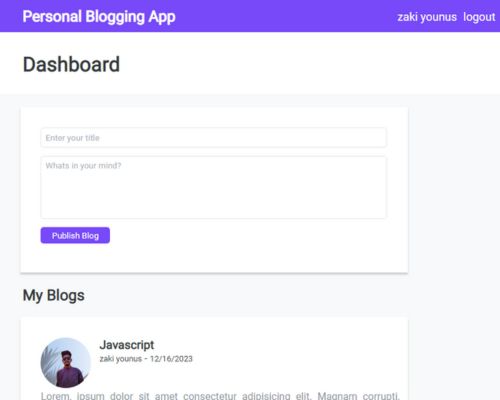 Personal Blogging App
zaki younus logout
Dashboard
Enter your title
Whats in your mind?
Publish Blog
My Blogs
Javascript
zaki younus - 12/16/2023
Lorem, ipsum dolor sit amet consectetur adipisicing elit. Magnam corrupti,